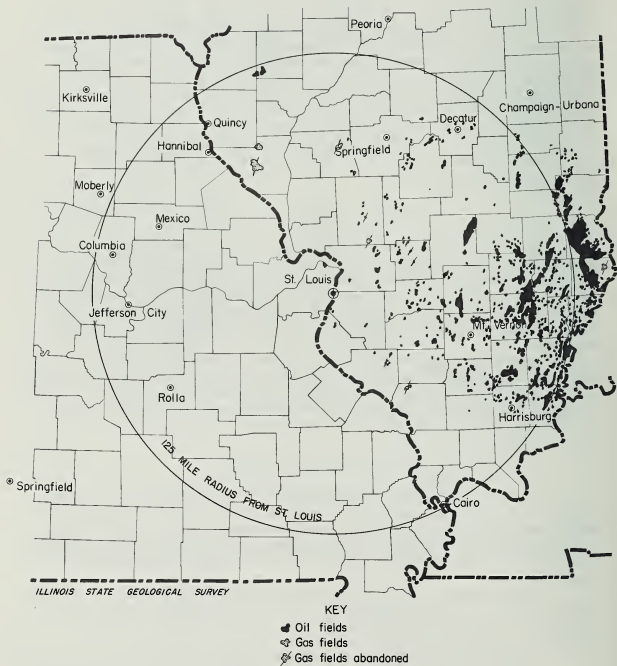 Peoria
Kirksville
Champaign-Urbana
Quincy
Decatur
Hannibal
Springfield
Moberly
Mexico
Columbia
St. Louis
Jefferson City
Mt. Vernon
Rolla
Harrisburg
125 MILE RADIUS FROM ST. LOUIS
Springfield
Cairo
ILLINOIS STATE GEOLOGICAL SURVEY
KEY
Oil fields
Gas fields
Gas fields abandoned